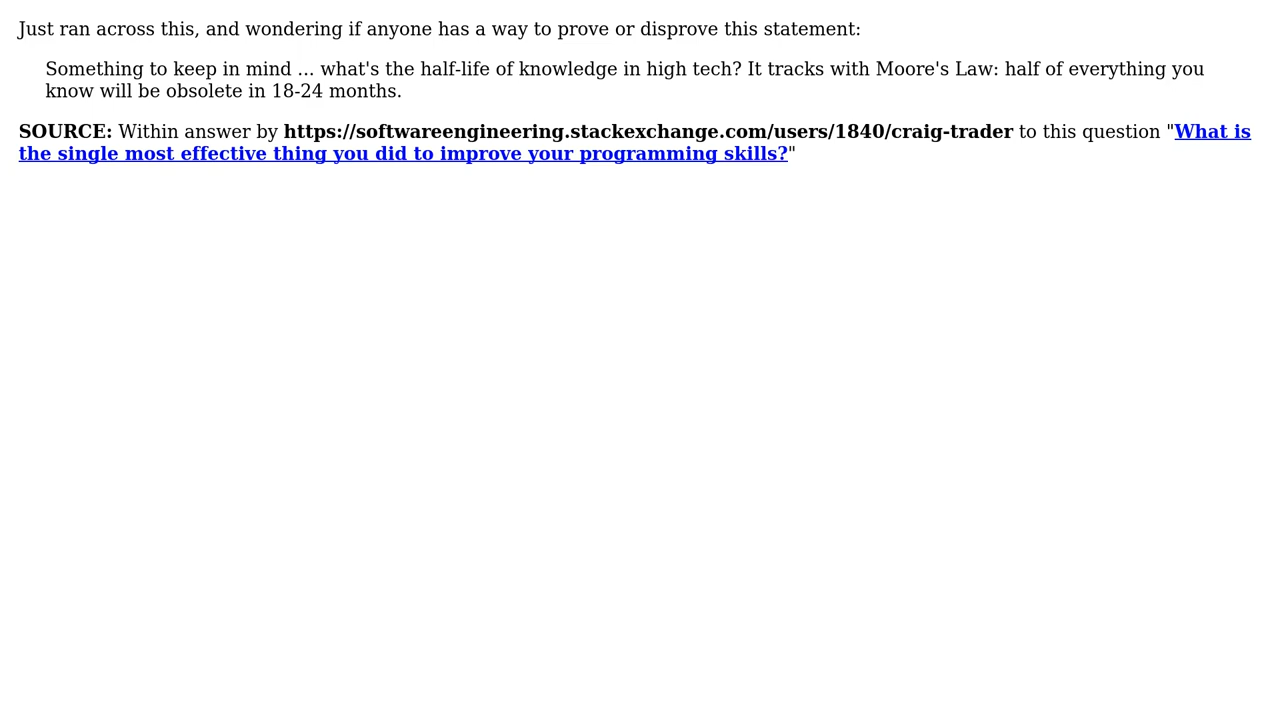 Just ran across this, and wondering if anyone has a way to prove or disprove this statement:
Something to keep in mind ... what's the half-life of knowledge in high tech? It tracks with Moore's Law: half of everything you
know will be obsolete in 18-24 months.
SOURCE: Within answer by https://softwareengineering.stackexchange.com/users/1840/craig-trader to this question "What is
the single most effective thing you did to improve your programming skills?"